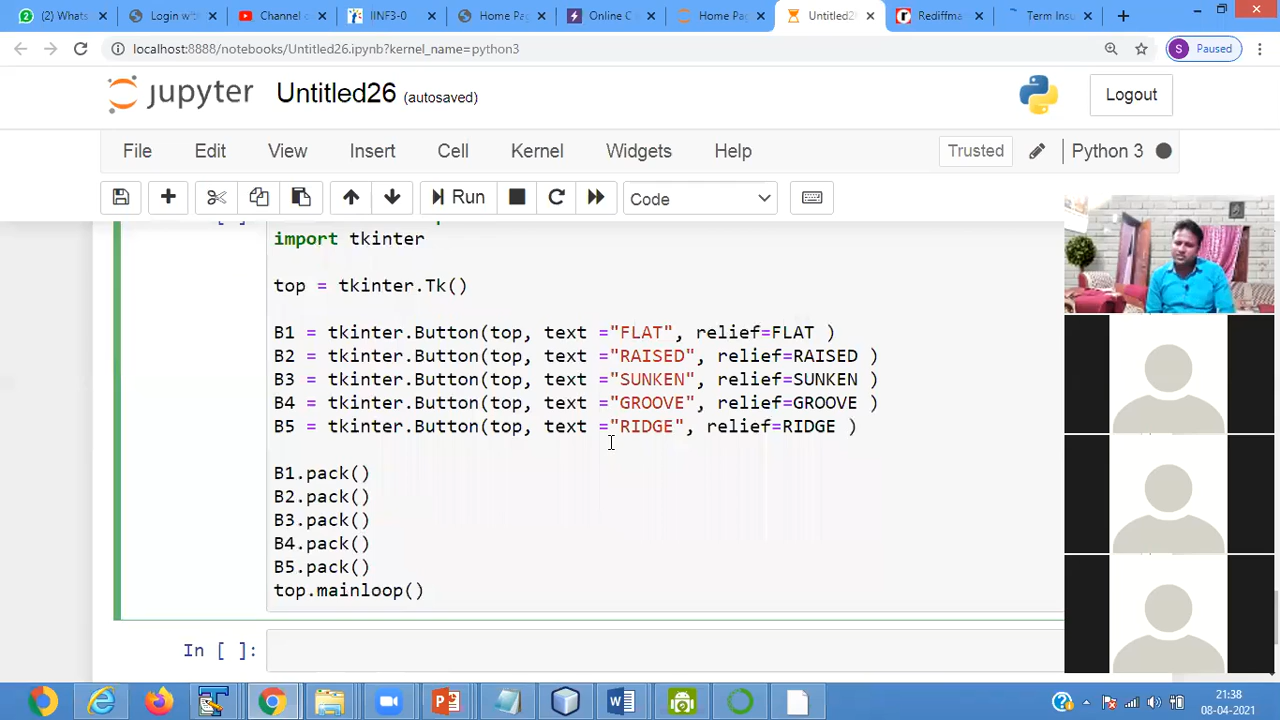 (2) Whats
Login w
Channel c
IINF3-0
Home Pag
Online C
Home Pa
Untitled26
Rediffma
Term Insu
localhost:8888/notebooks/Untitled26.ipynb?kernel_name=python3
S Paused
jupyter Untitled26 (autosaved)
Logout
File Edit View Insert Cell Kernel Widgets Help
Trusted Python 3
Run Code
import tkinter
top = tkinter.Tk()
B1 = tkinter.Button(top, text ="FLAT", relief=FLAT )
B2 = tkinter.Button(top, text ="RAISED", relief=RAISED )
B3 = tkinter.Button(top, text ="SUNKEN", relief=SUNKEN )
B4 = tkinter.Button(top, text ="GROOVE", relief=GROOVE )
B5 = tkinter.Button(top, text ="RIDGE", relief=RIDGE )
B1.pack()
B2.pack()
B3.pack()
B4.pack()
B5.pack()
top.mainloop()
In [ ]:
21:38
08-04-2021